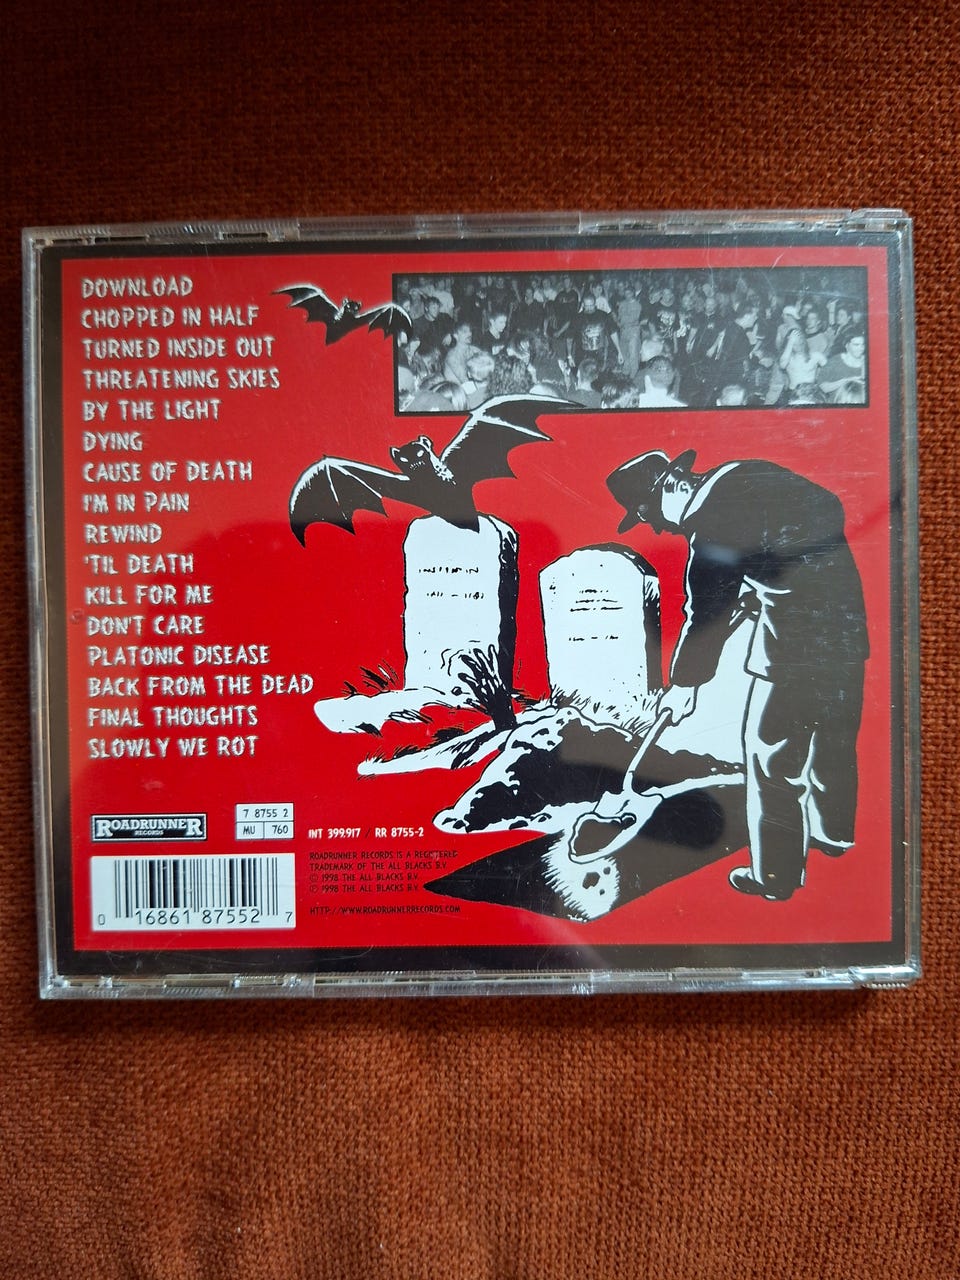 DOWNLOAD
CHOPPED IN HALF
TURNED INSIDE OUT
THREATENING SKIES
BY THE LIGHT
DYING
CAUSE OF DEATH
I'M IN PAIN
REWIND
'TIL DEATH
KILL FOR ME
DON'T CARE
PLATONIC DISEASE
BACK FROM THE DEAD
FINAL THOUGHTS
SLOWLY WE ROT
ROADRUNNER
RECORDS
7 8755 2
MU 760
INT 399.917 / RR 8755-2
ROADRUNNER RECORDS IS A REGISTERED
TRADEMARK OF THE ALL BLACKS B.V.
© 1998 THE ALL BLACKS B.V.
℗ 1998 THE ALL BLACKS B.V.
HTTP://WWW.ROADRUNNERRECORDS.COM
0 16861 87552 7